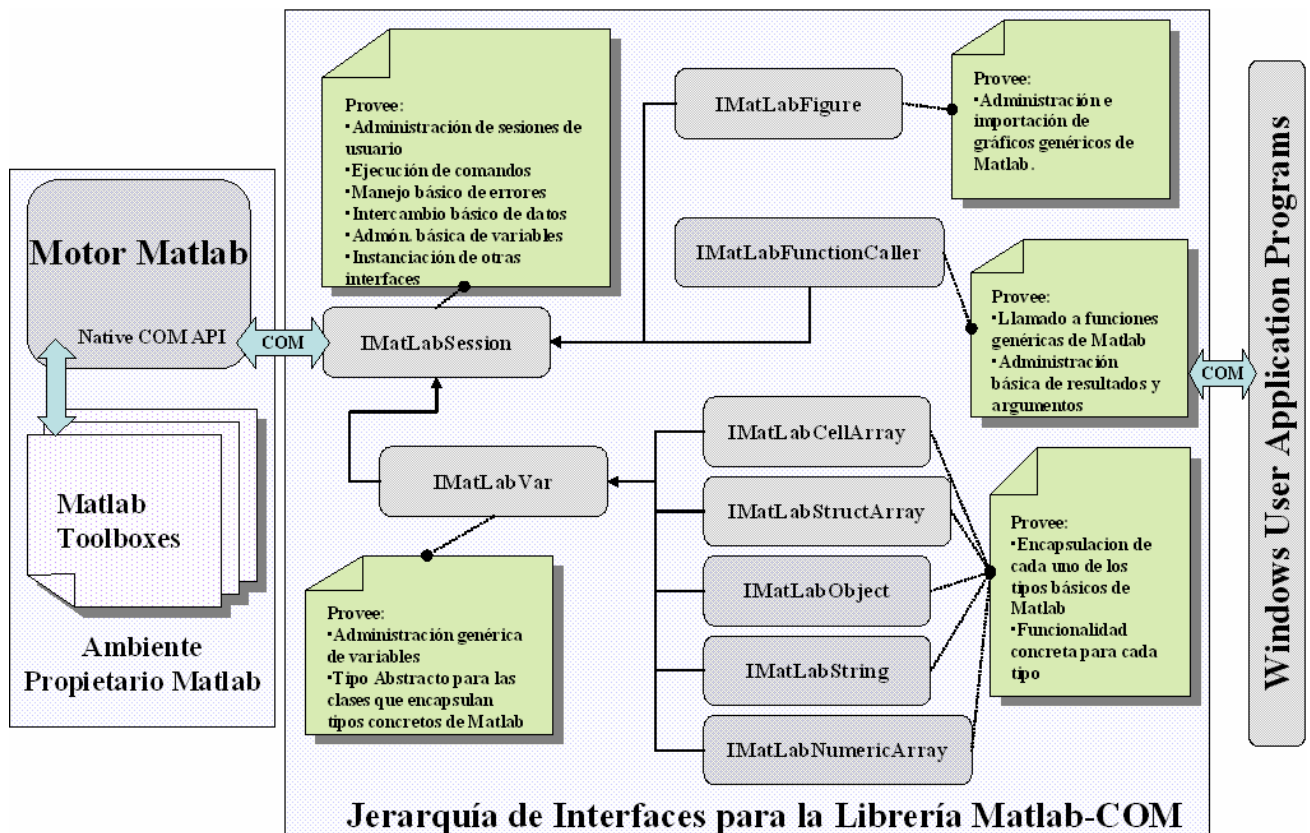 Motor Matlab
Native COM API
COM
Matlab
Toolboxes
Ambiente
Propietario Matlab
Provee:
•Administración de sesiones de
usuario
•Ejecución de comandos
•Manejo básico de errores
•Intercambio básico de datos
•Admón. básica de variables
•Instanciación de otras
interfaces
IMatLabSession
IMatLabFigure
Provee:
•Administración e
importación de
gráficos genéricos de
Matlab.
IMatLabFunctionCaller
Provee:
•Llamado a funciones
genéricas de Matlab
•Administración
básica de resultados y
argumentos
COM
IMatLabVar
Provee:
•Administración genérica
de variables
•Tipo Abstracto para las
clases que encapsulan
tipos concretos de Matlab
IMatLabCellArray
IMatLabStructArray
IMatLabObject
IMatLabString
IMatLabNumericArray
Provee:
•Encapsulacion de
cada uno de los
tipos básicos de
Matlab
•Funcionalidad
concreta para cada
tipo
Windows User Application Programs
Jerarquía de Interfaces para la Librería Matlab-COM